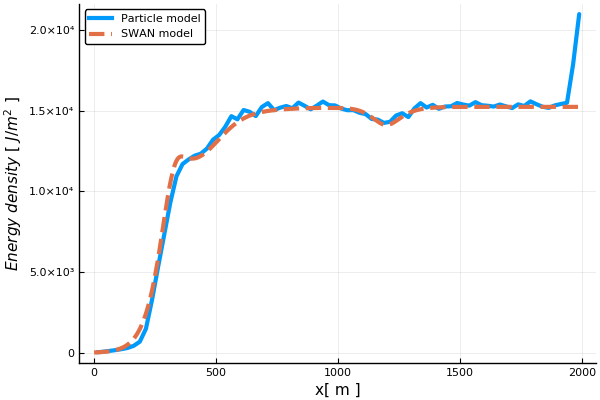 Particle model
SWAN model
Energy density [ J/m² ]
2.0×10⁴
1.5×10⁴
1.0×10⁴
5.0×10³
0
0 500 1000 1500 2000
x[ m ]